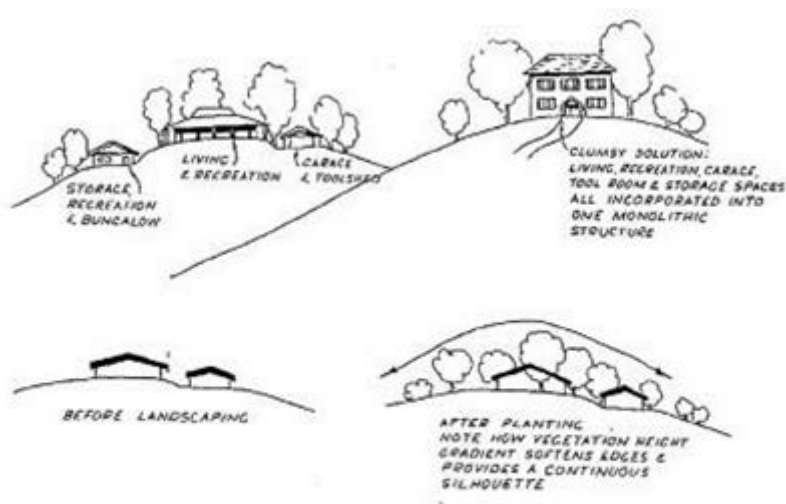 STORAGE,
RECREATION
& BUNGALOW
LIVING
& RECREATION
GARAGE
& TOOLSHED
CLUMSY SOLUTION:
LIVING, RECREATION, GARAGE,
TOOL ROOM & STORAGE SPACES
ALL INCORPORATED INTO
ONE MONOLITHIC
STRUCTURE
BEFORE LANDSCAPING
AFTER PLANTING
NOTE HOW VEGETATION HEIGHT
GRADIENT SOFTENS EDGES &
PROVIDES A CONTINUOUS
SILHOUETTE